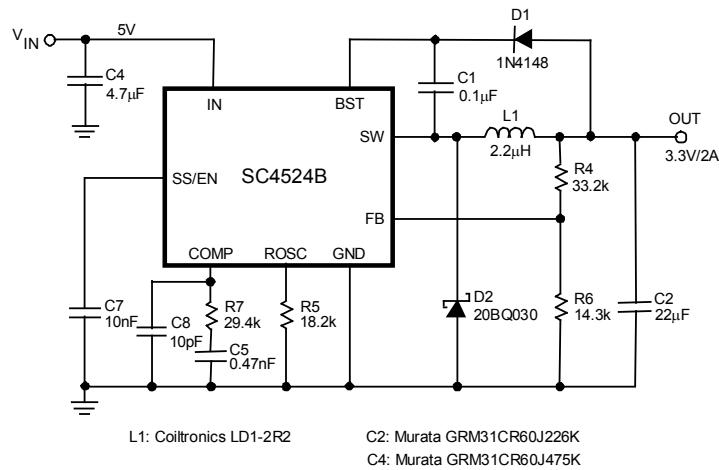 D1
V IN
5V
1N4148
C4
4.7µF
C1
0.1µF
IN
BST
L1
OUT
SW
2.2µH
3.3V/2A
R4
33.2k
SS/EN
SC4524B
FB
COMP
ROSC
GND
C7
10nF
C8
10pF
R7
29.4k
C5
0.47nF
R5
18.2k
D2
20BQ030
R6
14.3k
C2
22µF
L1: Coiltronics LD1-2R2
C2: Murata GRM31CR60J226K
C4: Murata GRM31CR60J475K